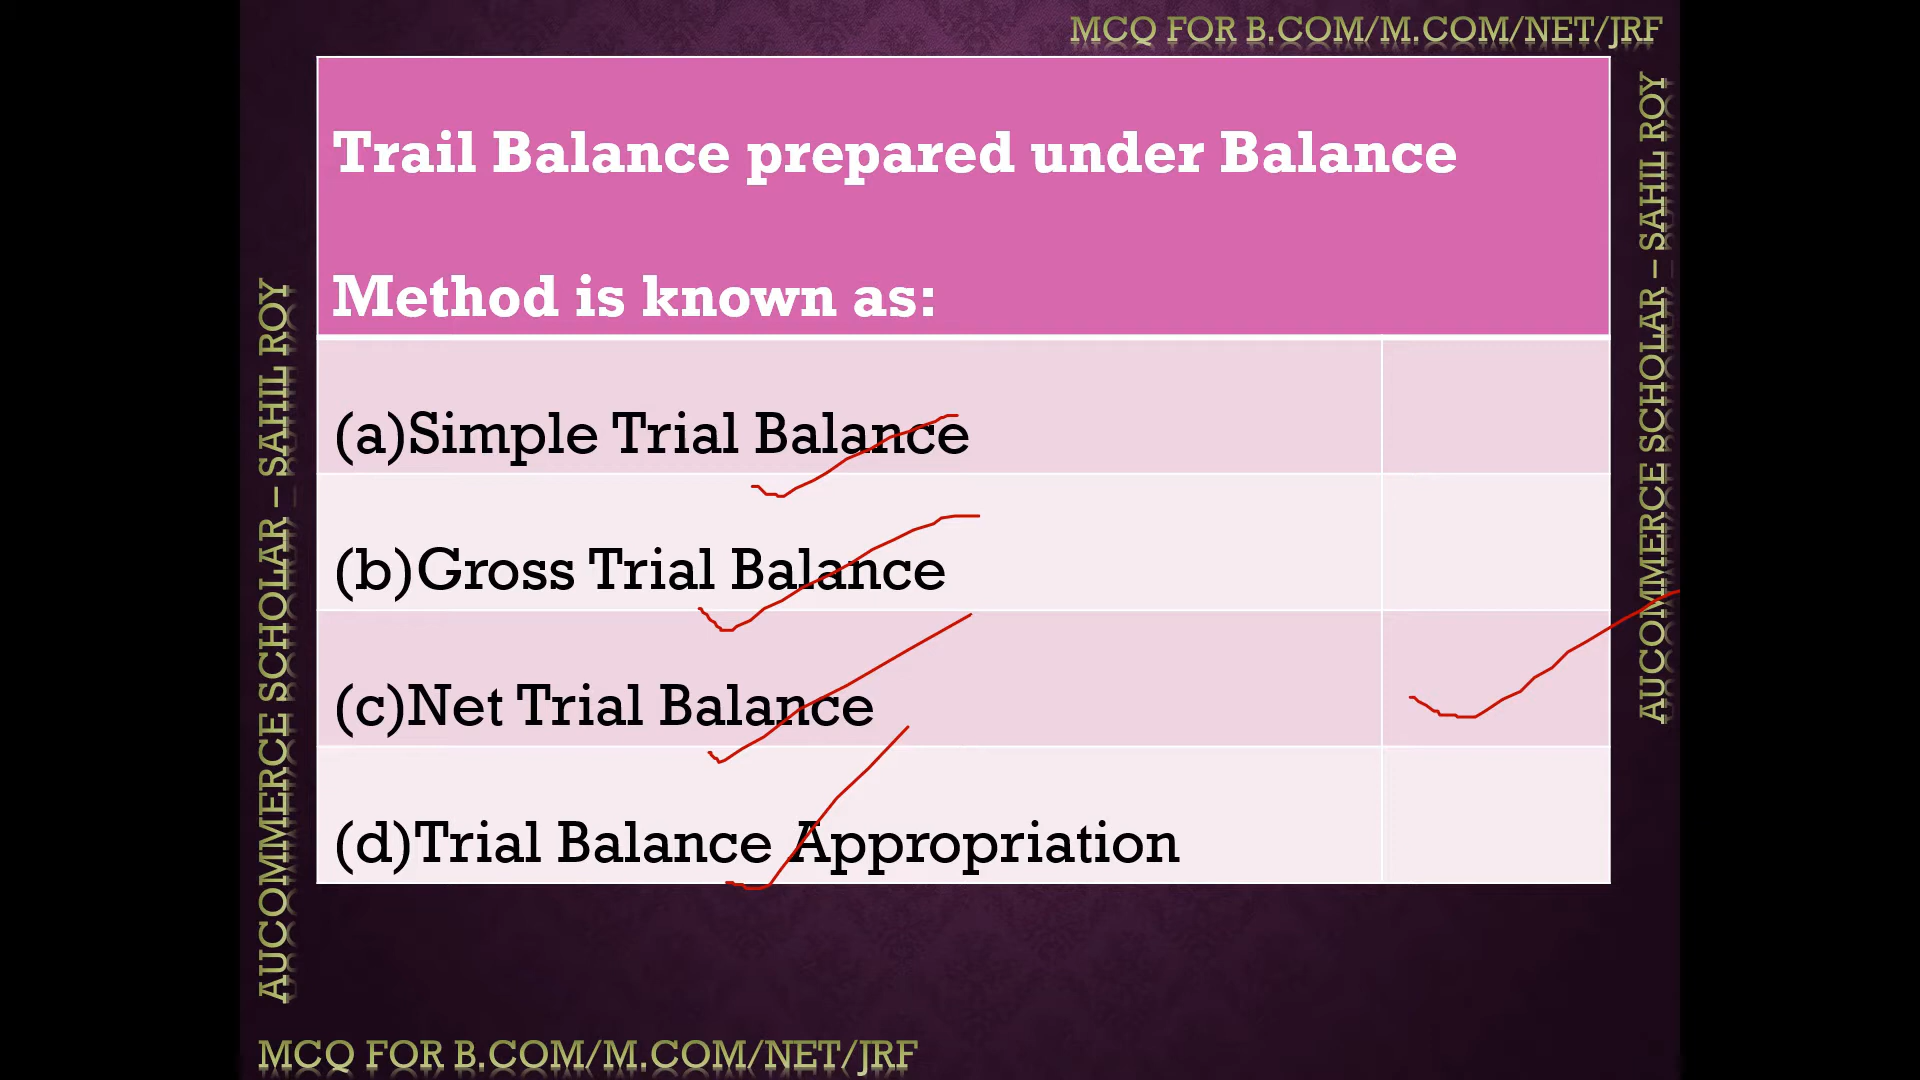 MCQ FOR B.COM/M.COM/NET/JRF
Trail Balance prepared under Balance
Method is known as:
(a)Simple Trial Balance
(b)Gross Trial Balance
(c)Net Trial Balance
(d)Trial Balance Appropriation
AUCOMMERCE SCHOLAR – SAHIL ROY
AUCOMMERCE SCHOLAR – SAHIL ROY
MCQ FOR B.COM/M.COM/NET/JRF